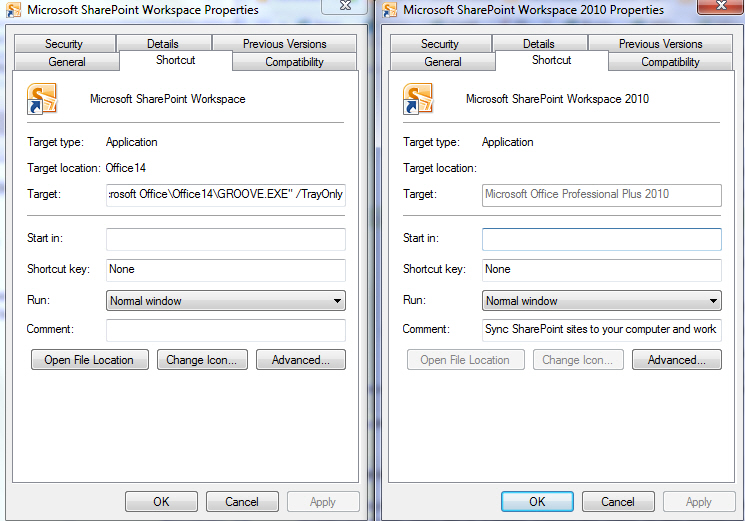 Microsoft SharePoint Workspace Properties
Security Details Previous Versions
General Shortcut Compatibility
Microsoft SharePoint Workspace
Target type: Application
Target location: Office14
Target: rosoft Office\Office14\GROOVE.EXE" /TrayOnly
Start in:
Shortcut key: None
Run: Normal window
Comment:
Open File Location Change Icon... Advanced...
OK Cancel Apply
Microsoft SharePoint Workspace 2010 Properties
Security Details Previous Versions
General Shortcut Compatibility
Microsoft SharePoint Workspace 2010
Target type: Application
Target location:
Target: Microsoft Office Professional Plus 2010
Start in:
Shortcut key: None
Run: Normal window
Comment: Sync SharePoint sites to your computer and work
Open File Location Change Icon... Advanced...
OK Cancel Apply